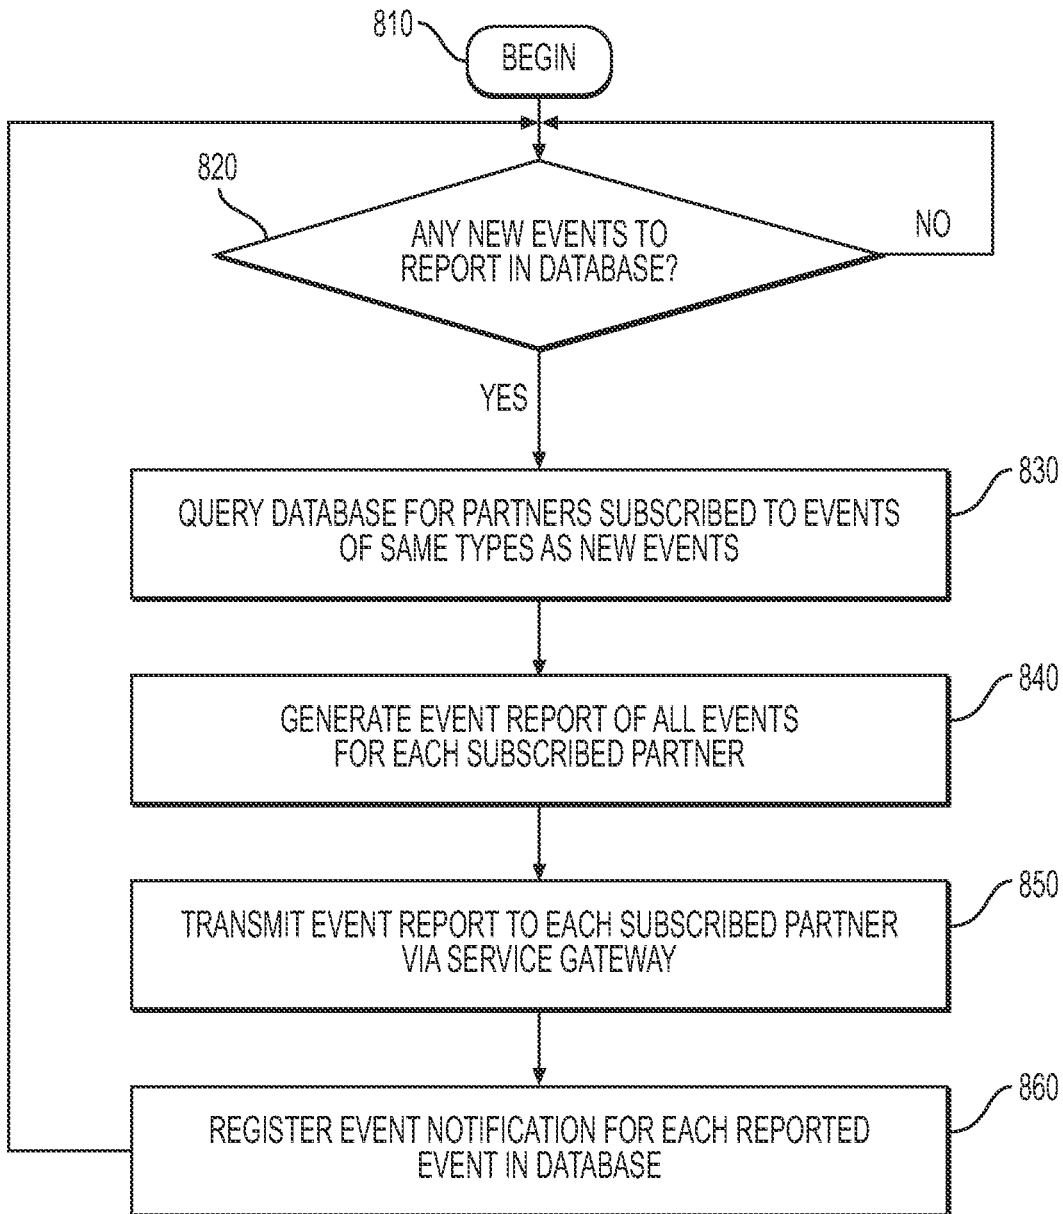 810
BEGIN
820
ANY NEW EVENTS TO
REPORT IN DATABASE?
NO
YES
830
QUERY DATABASE FOR PARTNERS SUBSCRIBED TO EVENTS
OF SAME TYPES AS NEW EVENTS
840
GENERATE EVENT REPORT OF ALL EVENTS
FOR EACH SUBSCRIBED PARTNER
850
TRANSMIT EVENT REPORT TO EACH SUBSCRIBED PARTNER
VIA SERVICE GATEWAY
860
REGISTER EVENT NOTIFICATION FOR EACH REPORTED
EVENT IN DATABASE